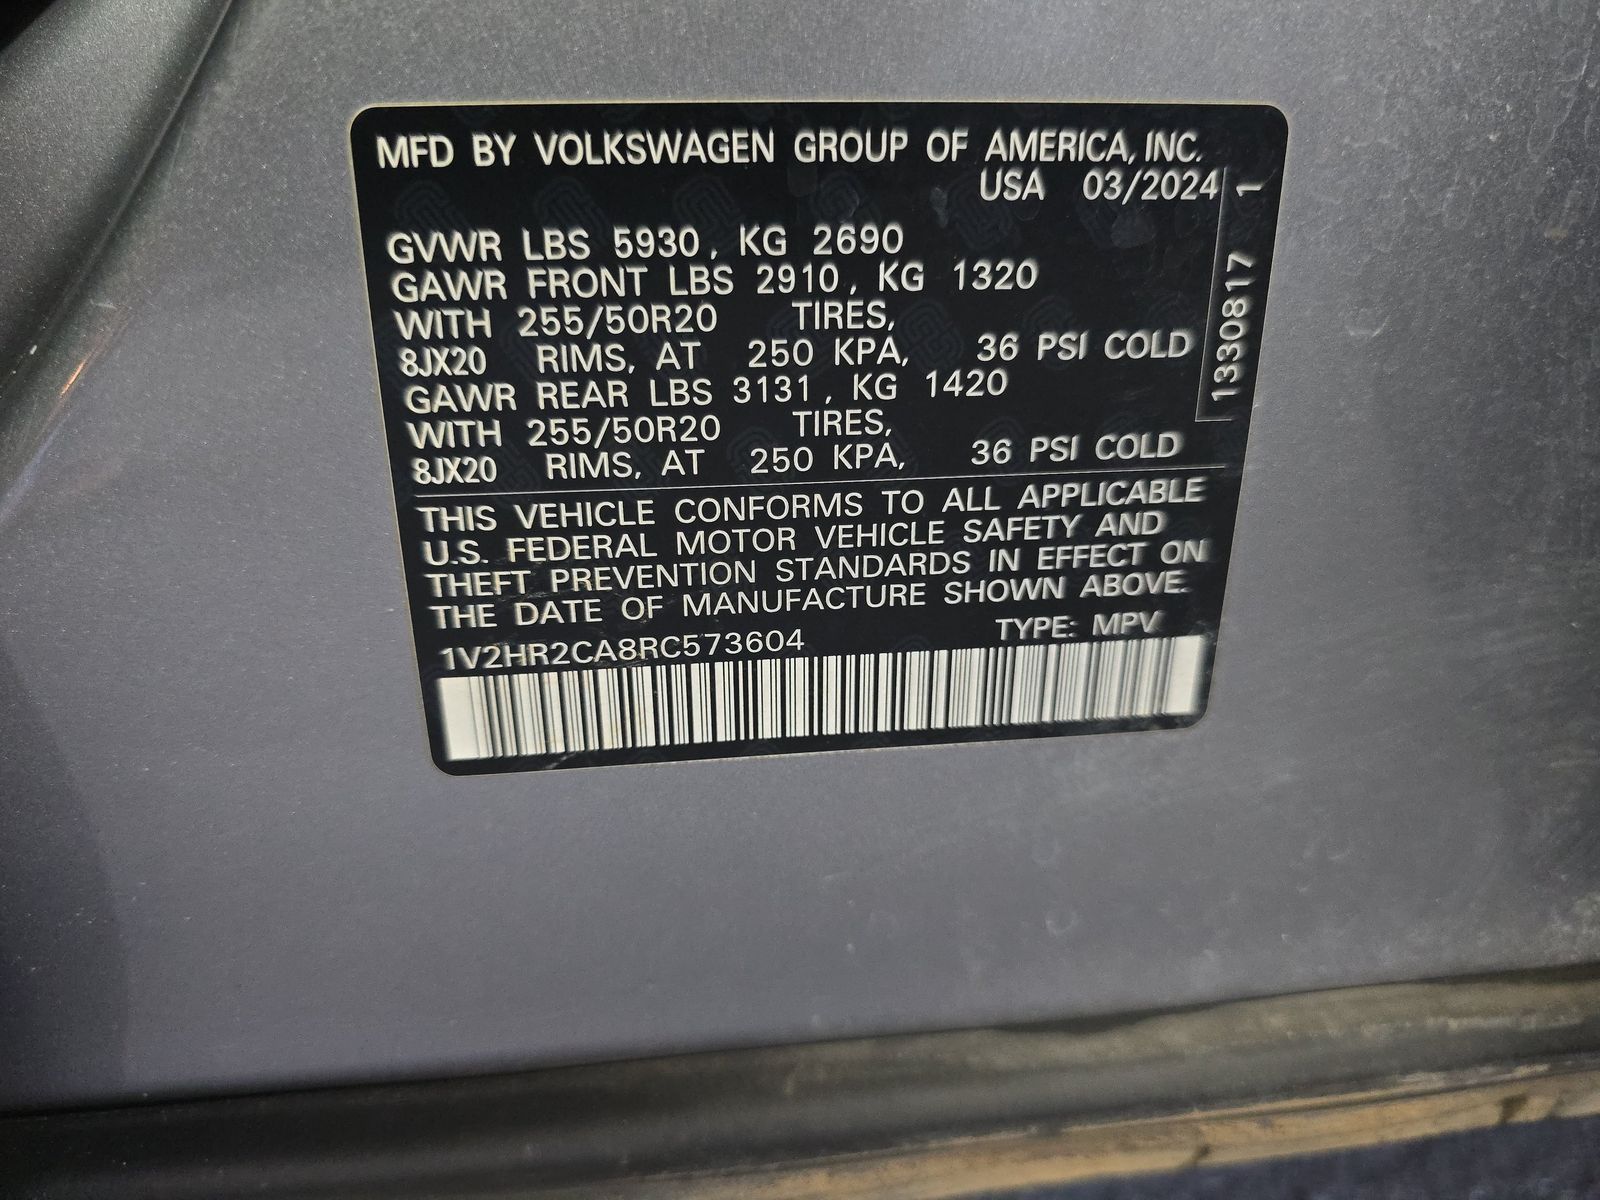 MFD BY VOLKSWAGEN GROUP OF AMERICA, INC.
USA 03/2024
GVWR LBS 5930, KG 2690
GAWR FRONT LBS 2910, KG 1320
WITH 255/50R20 TIRES,
8JX20 RIMS, AT 250 KPA, 36 PSI COLD
GAWR REAR LBS 3131, KG 1420
WITH 255/50R20 TIRES,
8JX20 RIMS, AT 250 KPA, 36 PSI COLD
THIS VEHICLE CONFORMS TO ALL APPLICABLE
U.S. FEDERAL MOTOR VEHICLE SAFETY AND
THEFT PREVENTION STANDARDS IN EFFECT ON
THE DATE OF MANUFACTURE SHOWN ABOVE.
1V2HR2CA8RC573604 TYPE: MPV
1330817 1